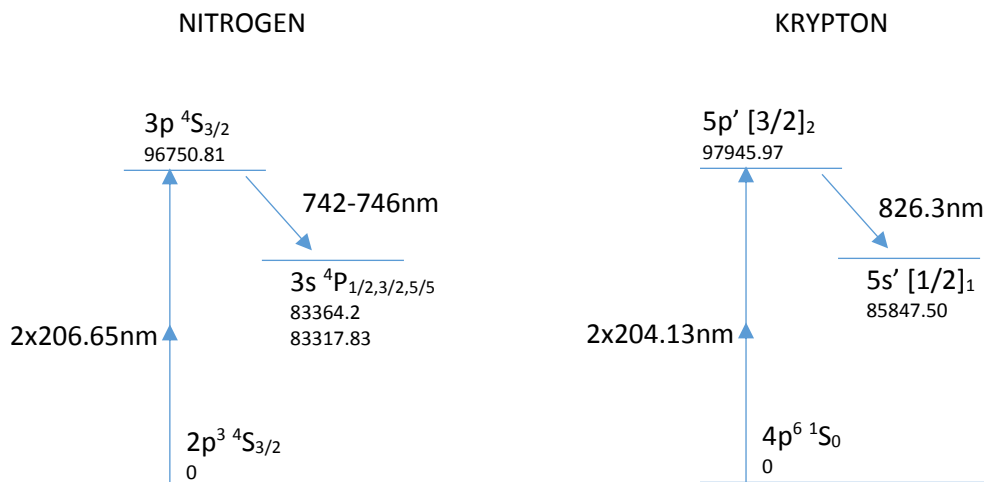 NITROGEN
3p ⁴S₃/₂
96750.81
742-746nm
3s ⁴P₁/₂,₃/₂,₅/₅
83364.2
83317.83
2x206.65nm
2p³ ⁴S₃/₂
0
KRYPTON
5p’ [3/2]₂
97945.97
826.3nm
5s’ [1/2]₁
85847.50
2x204.13nm
4p⁶ ¹S₀
0